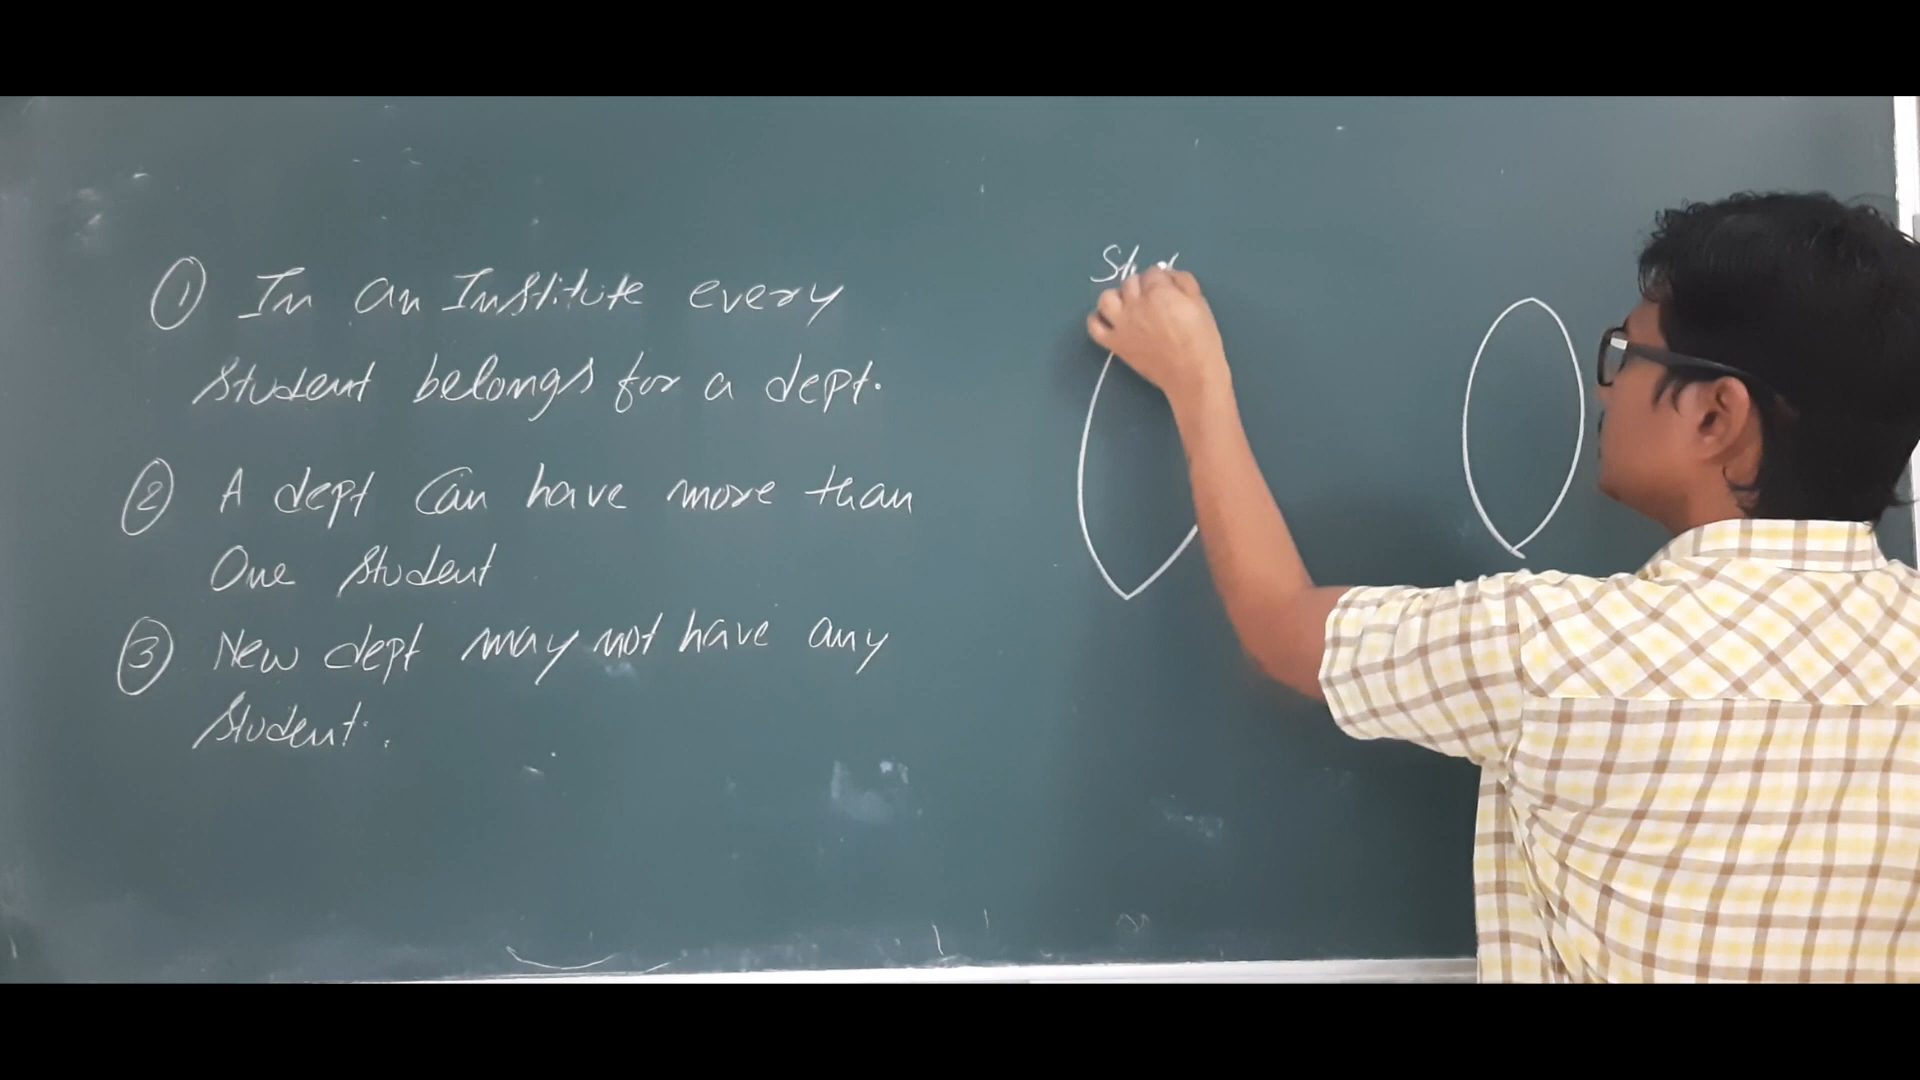 ① In an Institute every
student belongs for a dept.
② A dept Can have more than
One student
③ New dept may not have any
student.